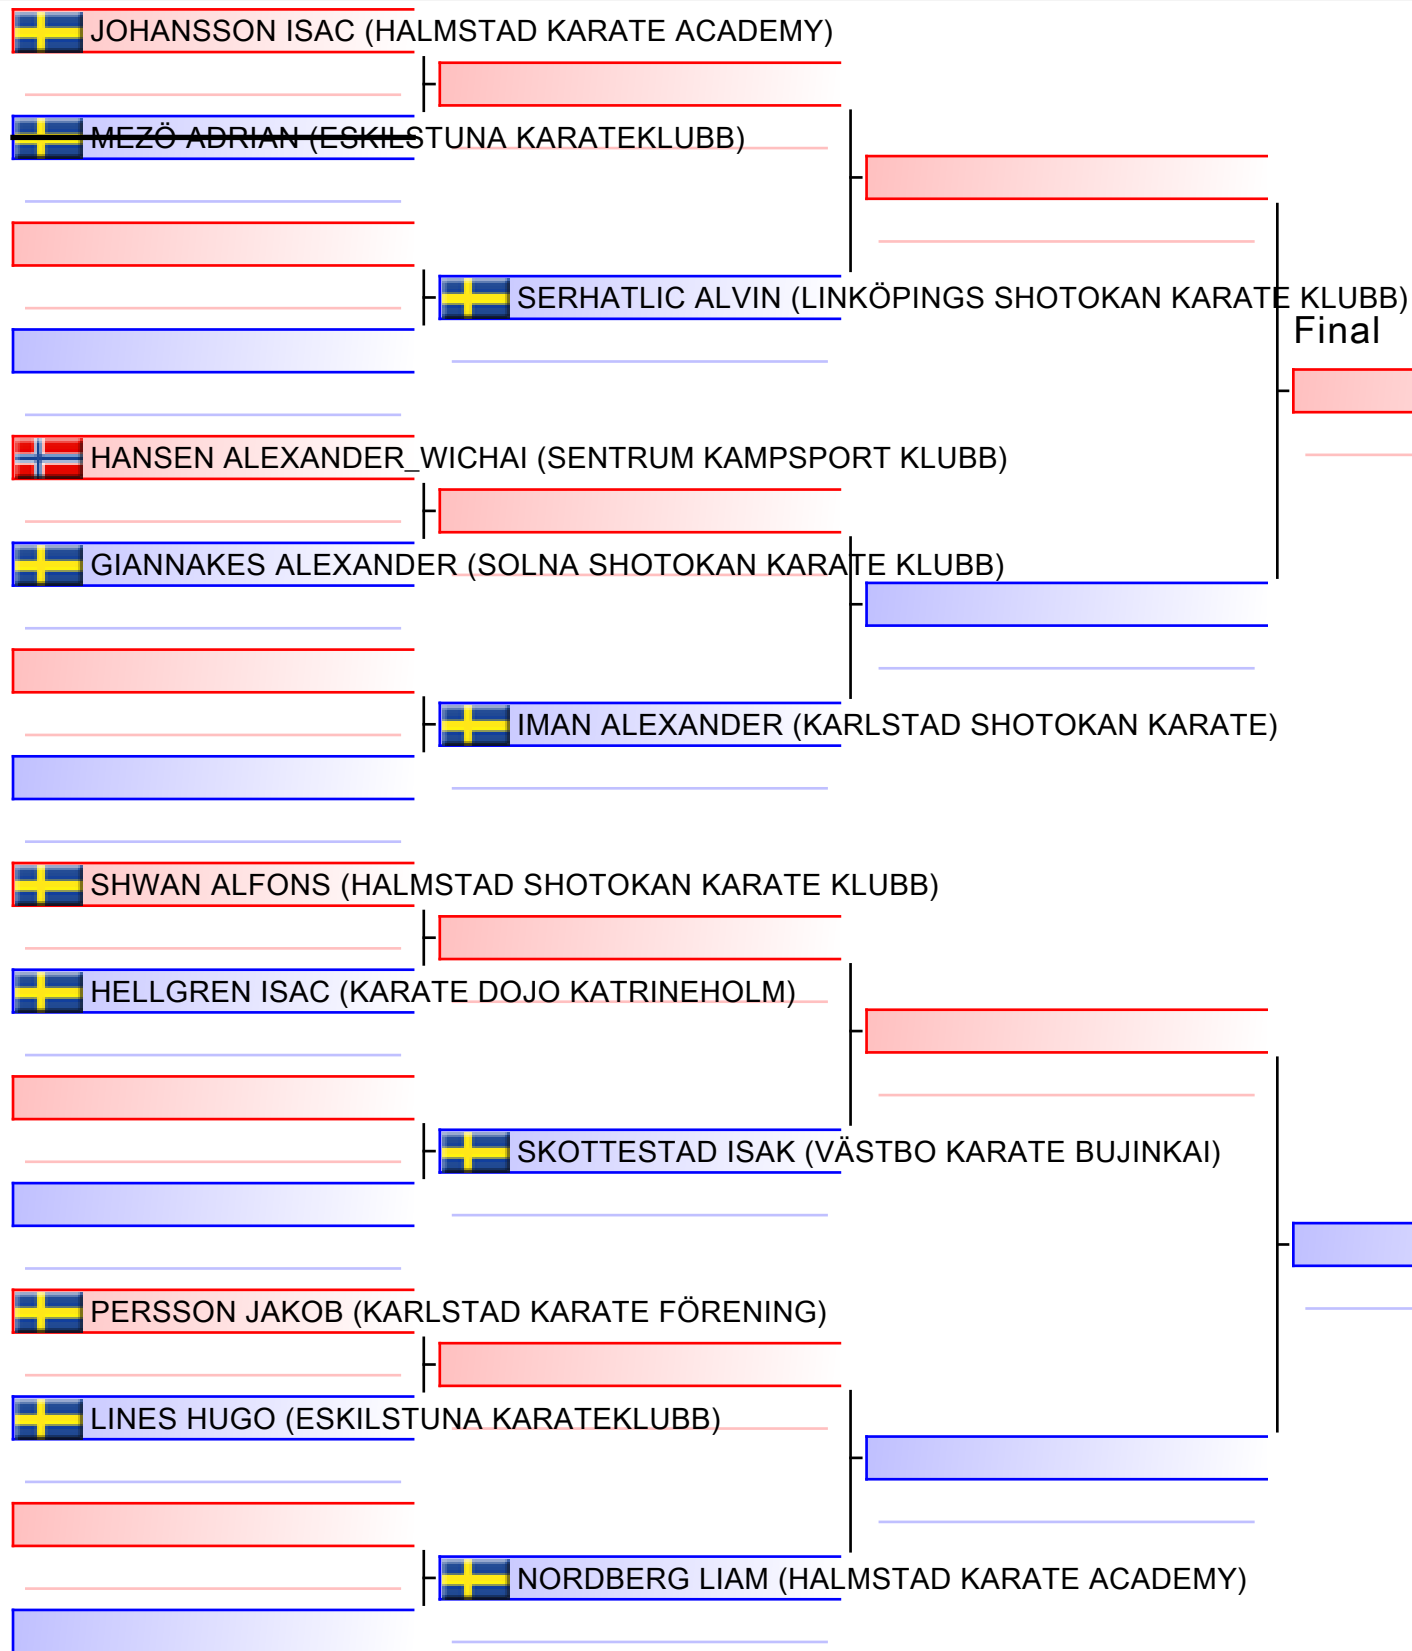 JOHANSSON ISAC (HALMSTAD KARATE ACADEMY)
MEZÖ ADRIAN (ESKILSTUNA KARATEKLUBB)
SERHATLIC ALVIN (LINKÖPINGS SHOTOKAN KARATE KLUBB)
Final
HANSEN ALEXANDER_WICHAI (SENTRUM KAMPSPORT KLUBB)
GIANNAKES ALEXANDER (SOLNA SHOTOKAN KARATE KLUBB)
IMAN ALEXANDER (KARLSTAD SHOTOKAN KARATE)
SHWAN ALFONS (HALMSTAD SHOTOKAN KARATE KLUBB)
HELLGREN ISAC (KARATE DOJO KATRINEHOLM)
SKOTTESTAD ISAK (VÄSTBO KARATE BUJINKAI)
PERSSON JAKOB (KARLSTAD KARATE FÖRENING)
LINES HUGO (ESKILSTUNA KARATEKLUBB)
NORDBERG LIAM (HALMSTAD KARATE ACADEMY)